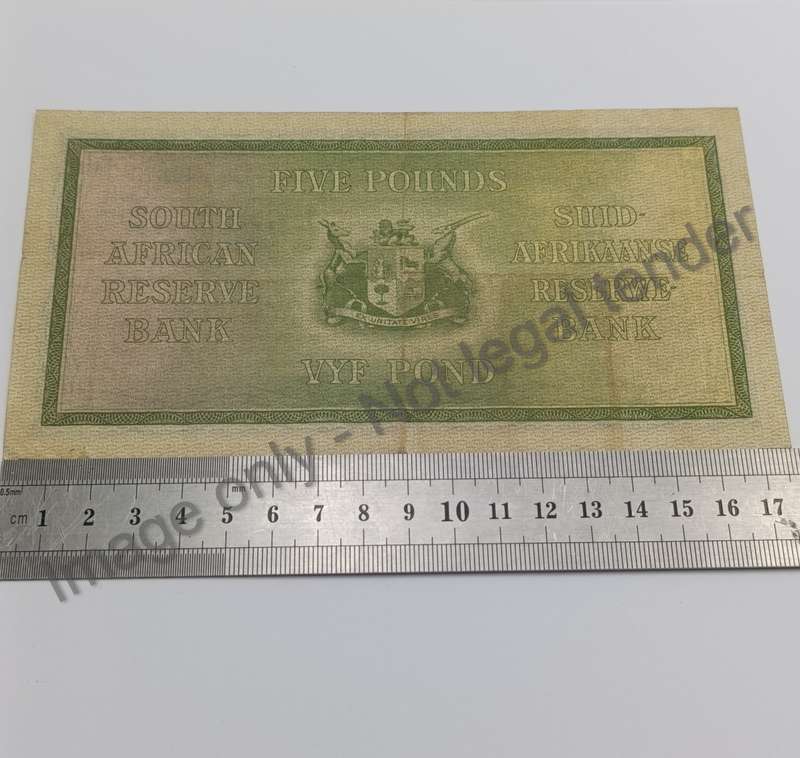 FIVE POUNDS
SOUTH
AFRICAN
RESERVE
BANK
SUID-
AFRIKAANSE
RESERWE-
BANK
EX UNITATE VIRES
VYF POND
Image only - Not legal tender
0.5mm
mm
cm 1 2 3 4 5 6 7 8 9 10 11 12 13 14 15 16 17